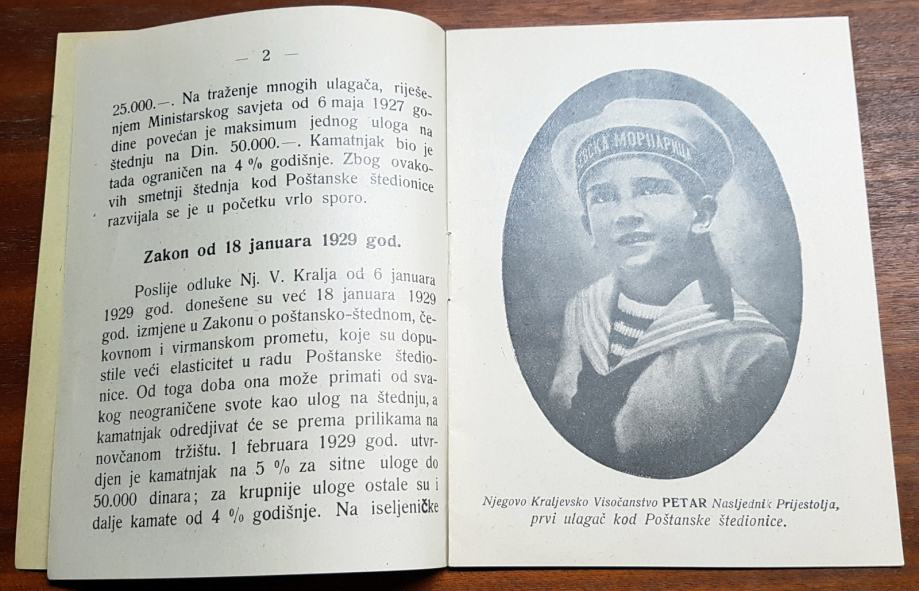 — 2 —
25.000.—. Na traženje mnogih ulagača, riješe-
njem Ministarskog savjeta od 6 maja 1927 go-
dine povećan je maksimum jednog uloga na
štednju na Din. 50.000.—. Kamatnjak bio je
tada ograničen na 4 % godišnje. Zbog ovako-
vih smetnji štednja kod Poštanske štedionice
razvijala se je u početku vrlo sporo.
Zakon od 18 januara 1929 god.
Poslije odluke Nj. V. Kralja od 6 januara
1929 god. donešene su već 18 januara 1929
god. izmjene u Zakonu o poštansko-štednom, če-
kovnom i virmanskom prometu, koje su dopu-
stile veći elasticitet u radu Poštanske štedio-
nice. Od toga doba ona može primati od sva-
kog neograničene svote kao ulog na štednju, a
kamatnjak odredjivat će se prema prilikama na
novčanom tržištu. 1 februara 1929 god. utvr-
djen je kamatnjak na 5 % za sitne uloge do
50.000 dinara; za krupnije uloge ostale su i
dalje kamate od 4 % godišnje. Na iseljeničke
ЕВСКА МОРНАРИЦА
Njegovo Kraljevsko Visočanstvo PETAR Nasljednik Prijestolja,
prvi ulagač kod Poštanske štedionice.